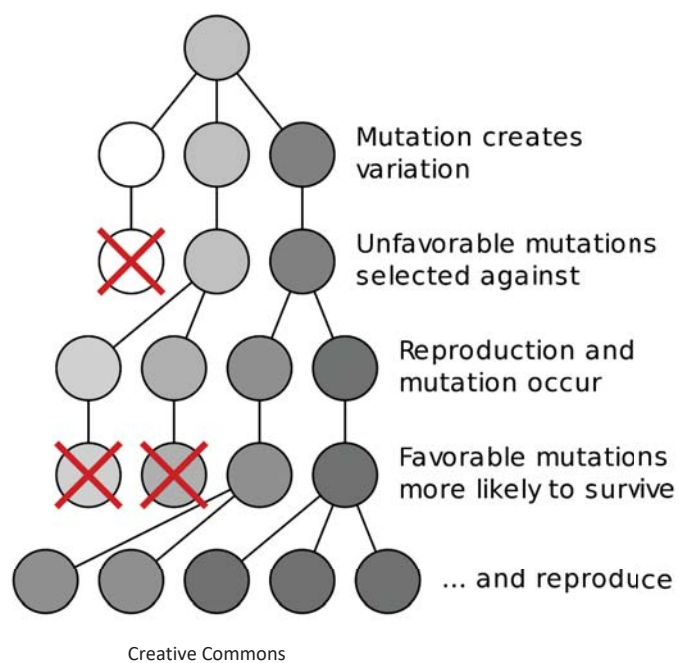 Mutation creates
variation
Unfavorable mutations
selected against
Reproduction and
mutation occur
Favorable mutations
more likely to survive
... and reproduce
Creative Commons